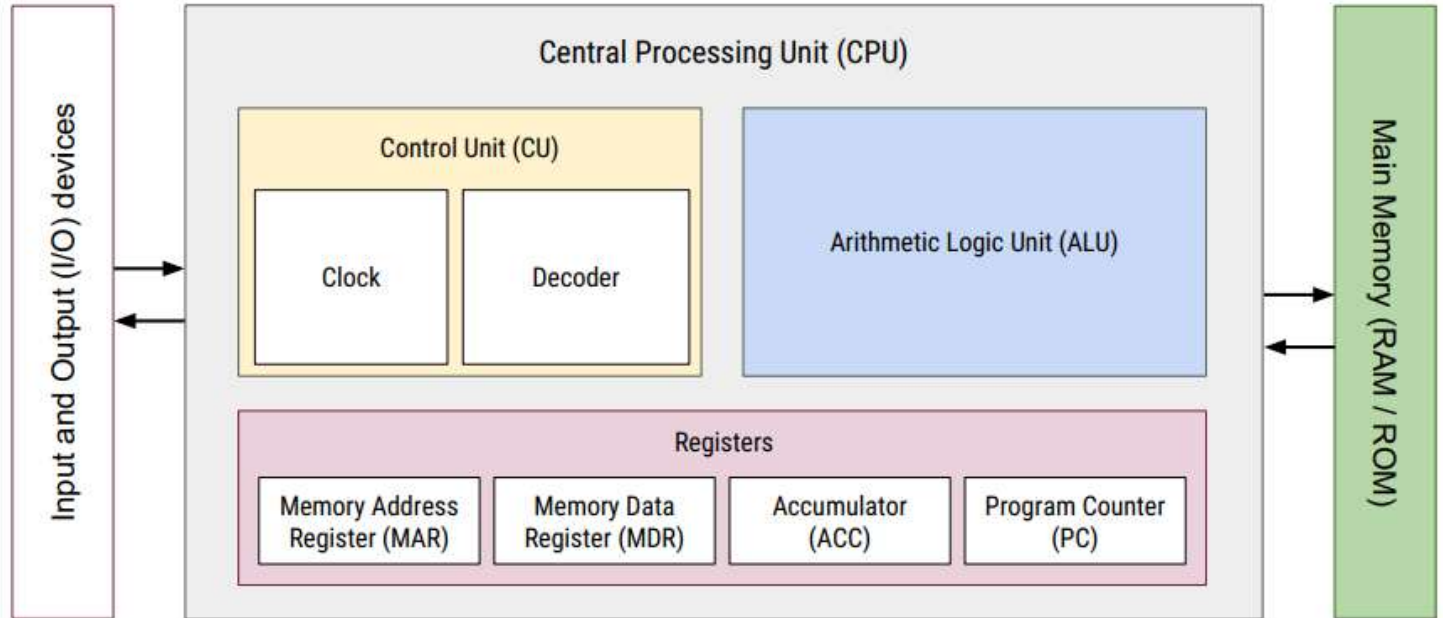 Input and Output (I/O) devices
Central Processing Unit (CPU)
Control Unit (CU)
Clock
Decoder
Arithmetic Logic Unit (ALU)
Registers
Memory Address
Register (MAR)
Memory Data
Register (MDR)
Accumulator
(ACC)
Program Counter
(PC)
Main Memory (RAM / ROM)